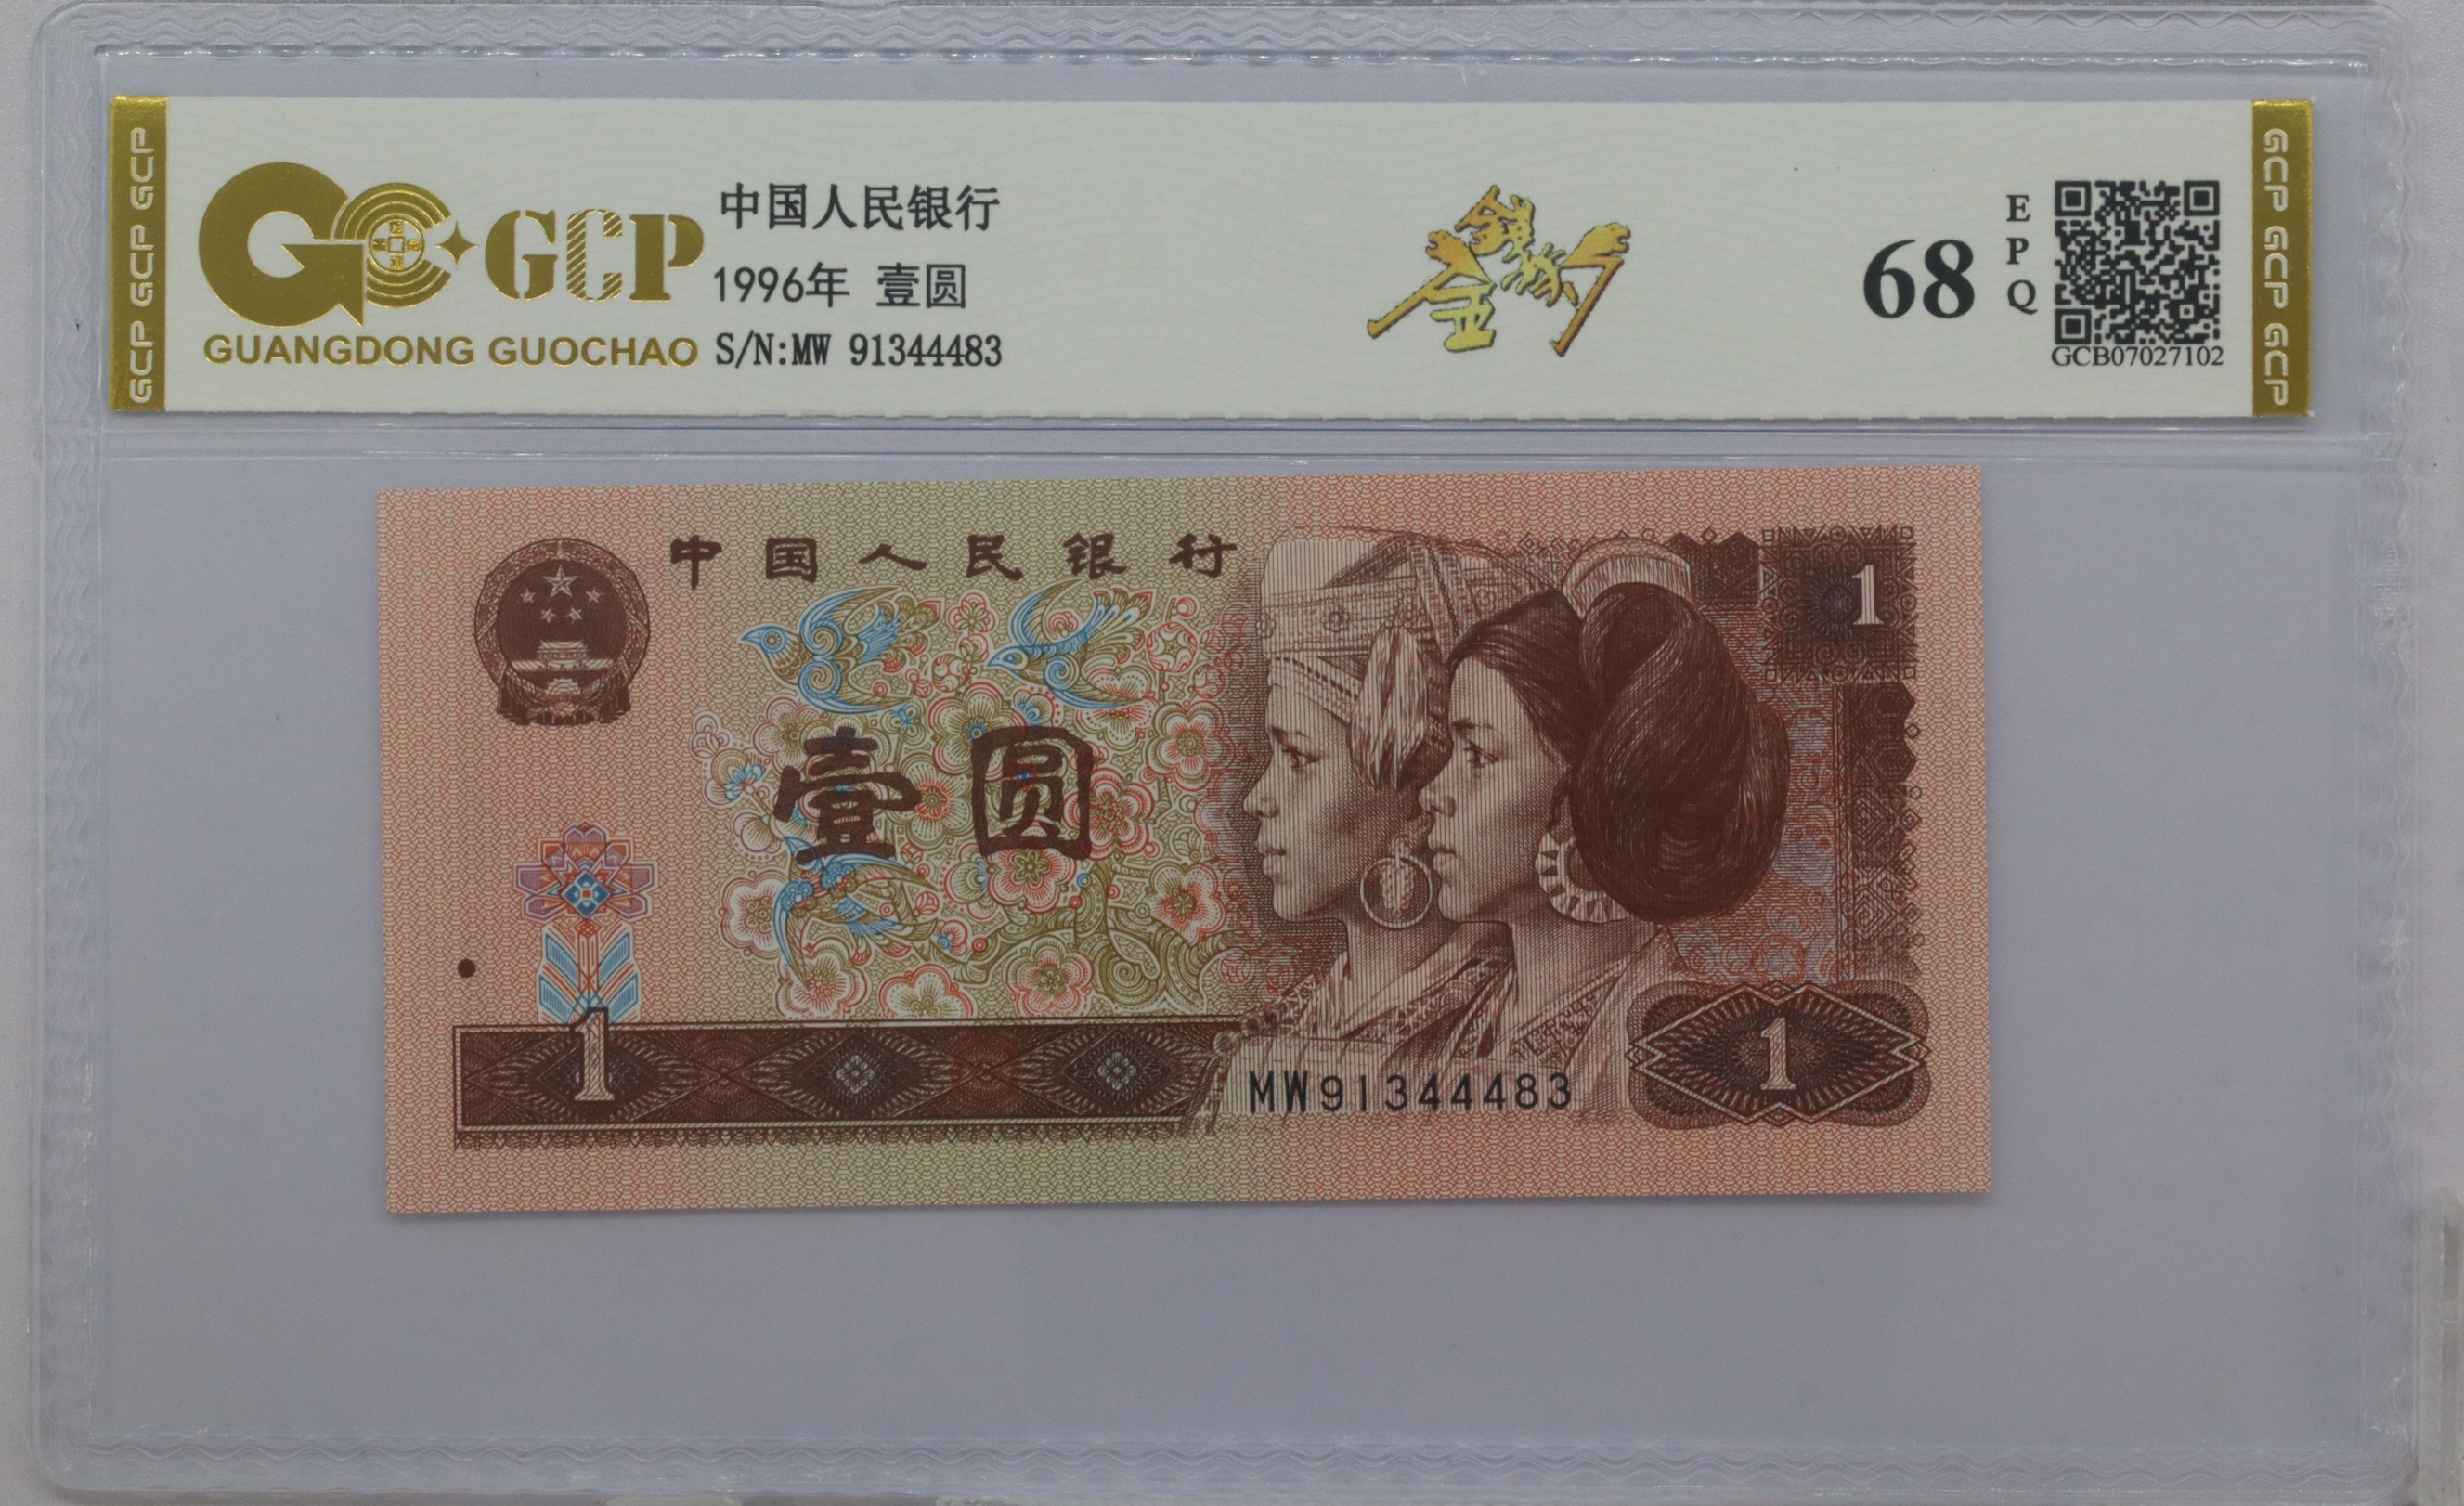 GCP GCP GCP
GCP
GUANGDONG GUOCHAO
中国人民银行
1996年 壹圆
S/N:MW 91344483
金钱豹
68
EPQ
GCB07027102
GCP GCP GCP
中国人民银行
1
壹圆
1
MW91344483
1